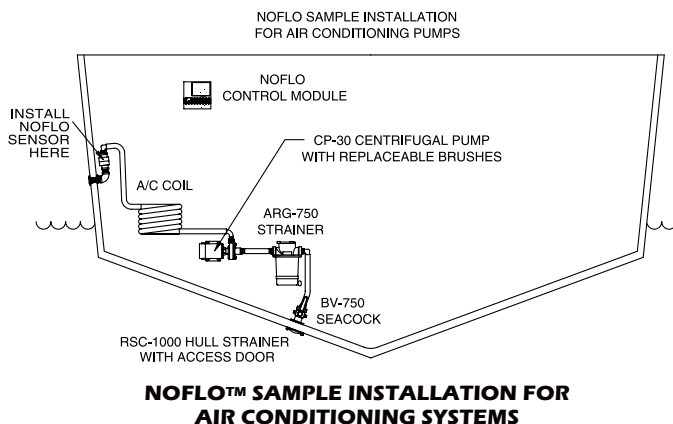 NOFLO SAMPLE INSTALLATION
FOR AIR CONDITIONING PUMPS
NOFLO
CONTROL MODULE
INSTALL
NOFLO
SENSOR
HERE
CP-30 CENTRIFUGAL PUMP
WITH REPLACEABLE BRUSHES
A/C COIL
ARG-750
STRAINER
BV-750
SEACOCK
RSC-1000 HULL STRAINER
WITH ACCESS DOOR
NOFLO™ SAMPLE INSTALLATION FOR
AIR CONDITIONING SYSTEMS